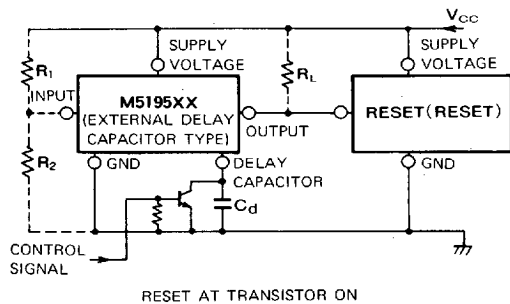 VCC
SUPPLY
VOLTAGE
SUPPLY
VOLTAGE
R1
RL
INPUT
M5195XX
(EXTERNAL DELAY
CAPACITOR TYPE)
OUTPUT
RESET(RESET)
R2
GND
DELAY
CAPACITOR
GND
Cd
CONTROL
SIGNAL
RESET AT TRANSISTOR ON